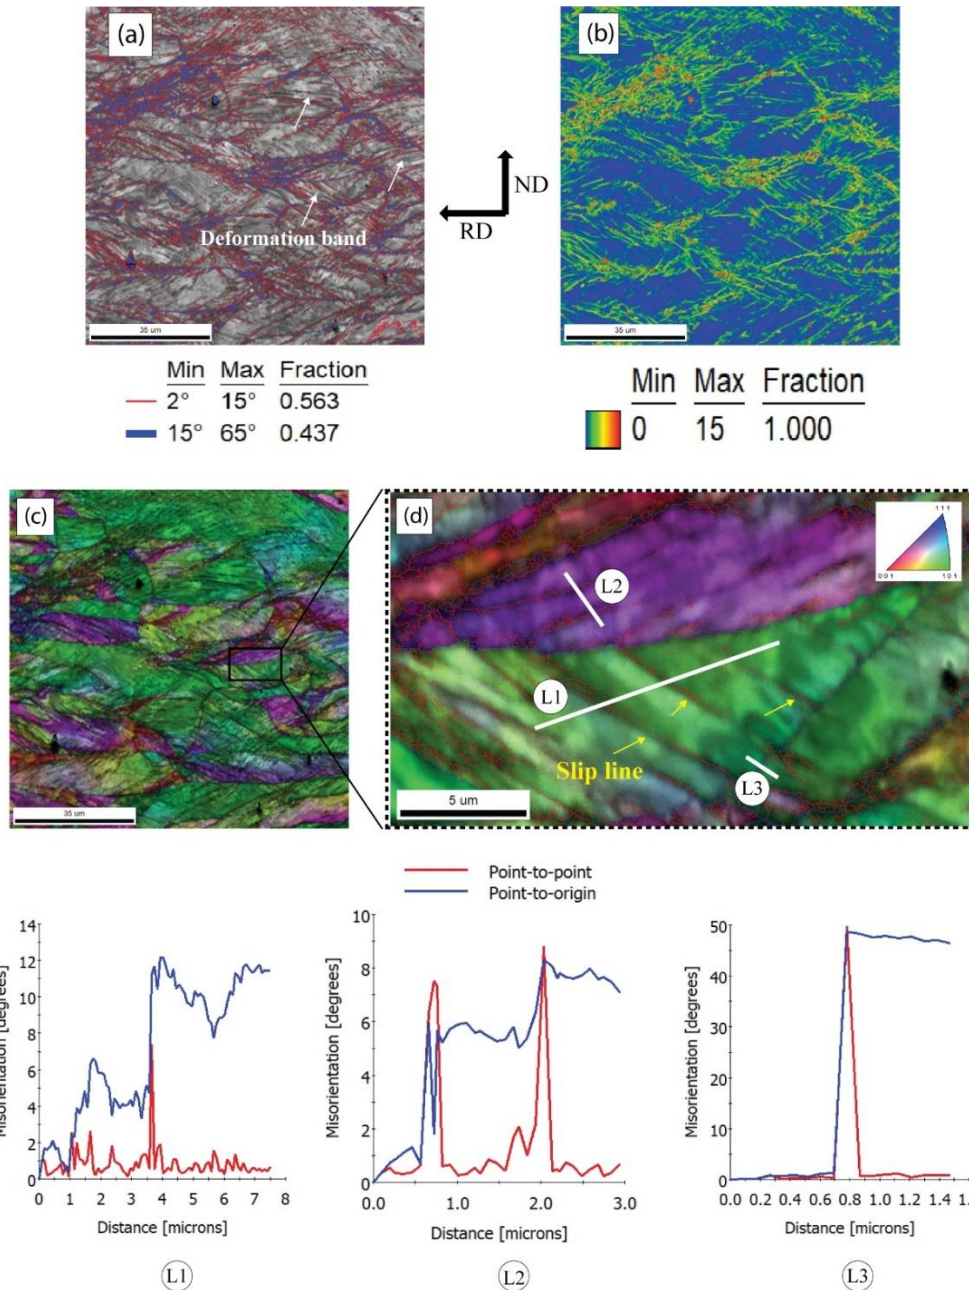 (a)
(b)
ND
RD
Deformation band
35 um
35 um
Min Max Fraction
2° 15° 0.563
15° 65° 0.437
Min Max Fraction
0 15 1.000
(c)
(d)
111
001 101
L2
L1
Slip line
L3
35 um
5 um
Point-to-point
Point-to-origin
14
12
10
8
6
4
2
0
0 1 2 3 4 5 6 7 8
Misorientation [degrees]
Distance [microns]
L1
10
8
6
4
2
0
0 1.0 2.0 3.0
Misorientation [degrees]
Distance [microns]
L2
50
40
30
20
10
0
0.0 0.2 0.4 0.6 0.8 1.0 1.2 1.4
Misorientation [degrees]
Distance [microns]
L3